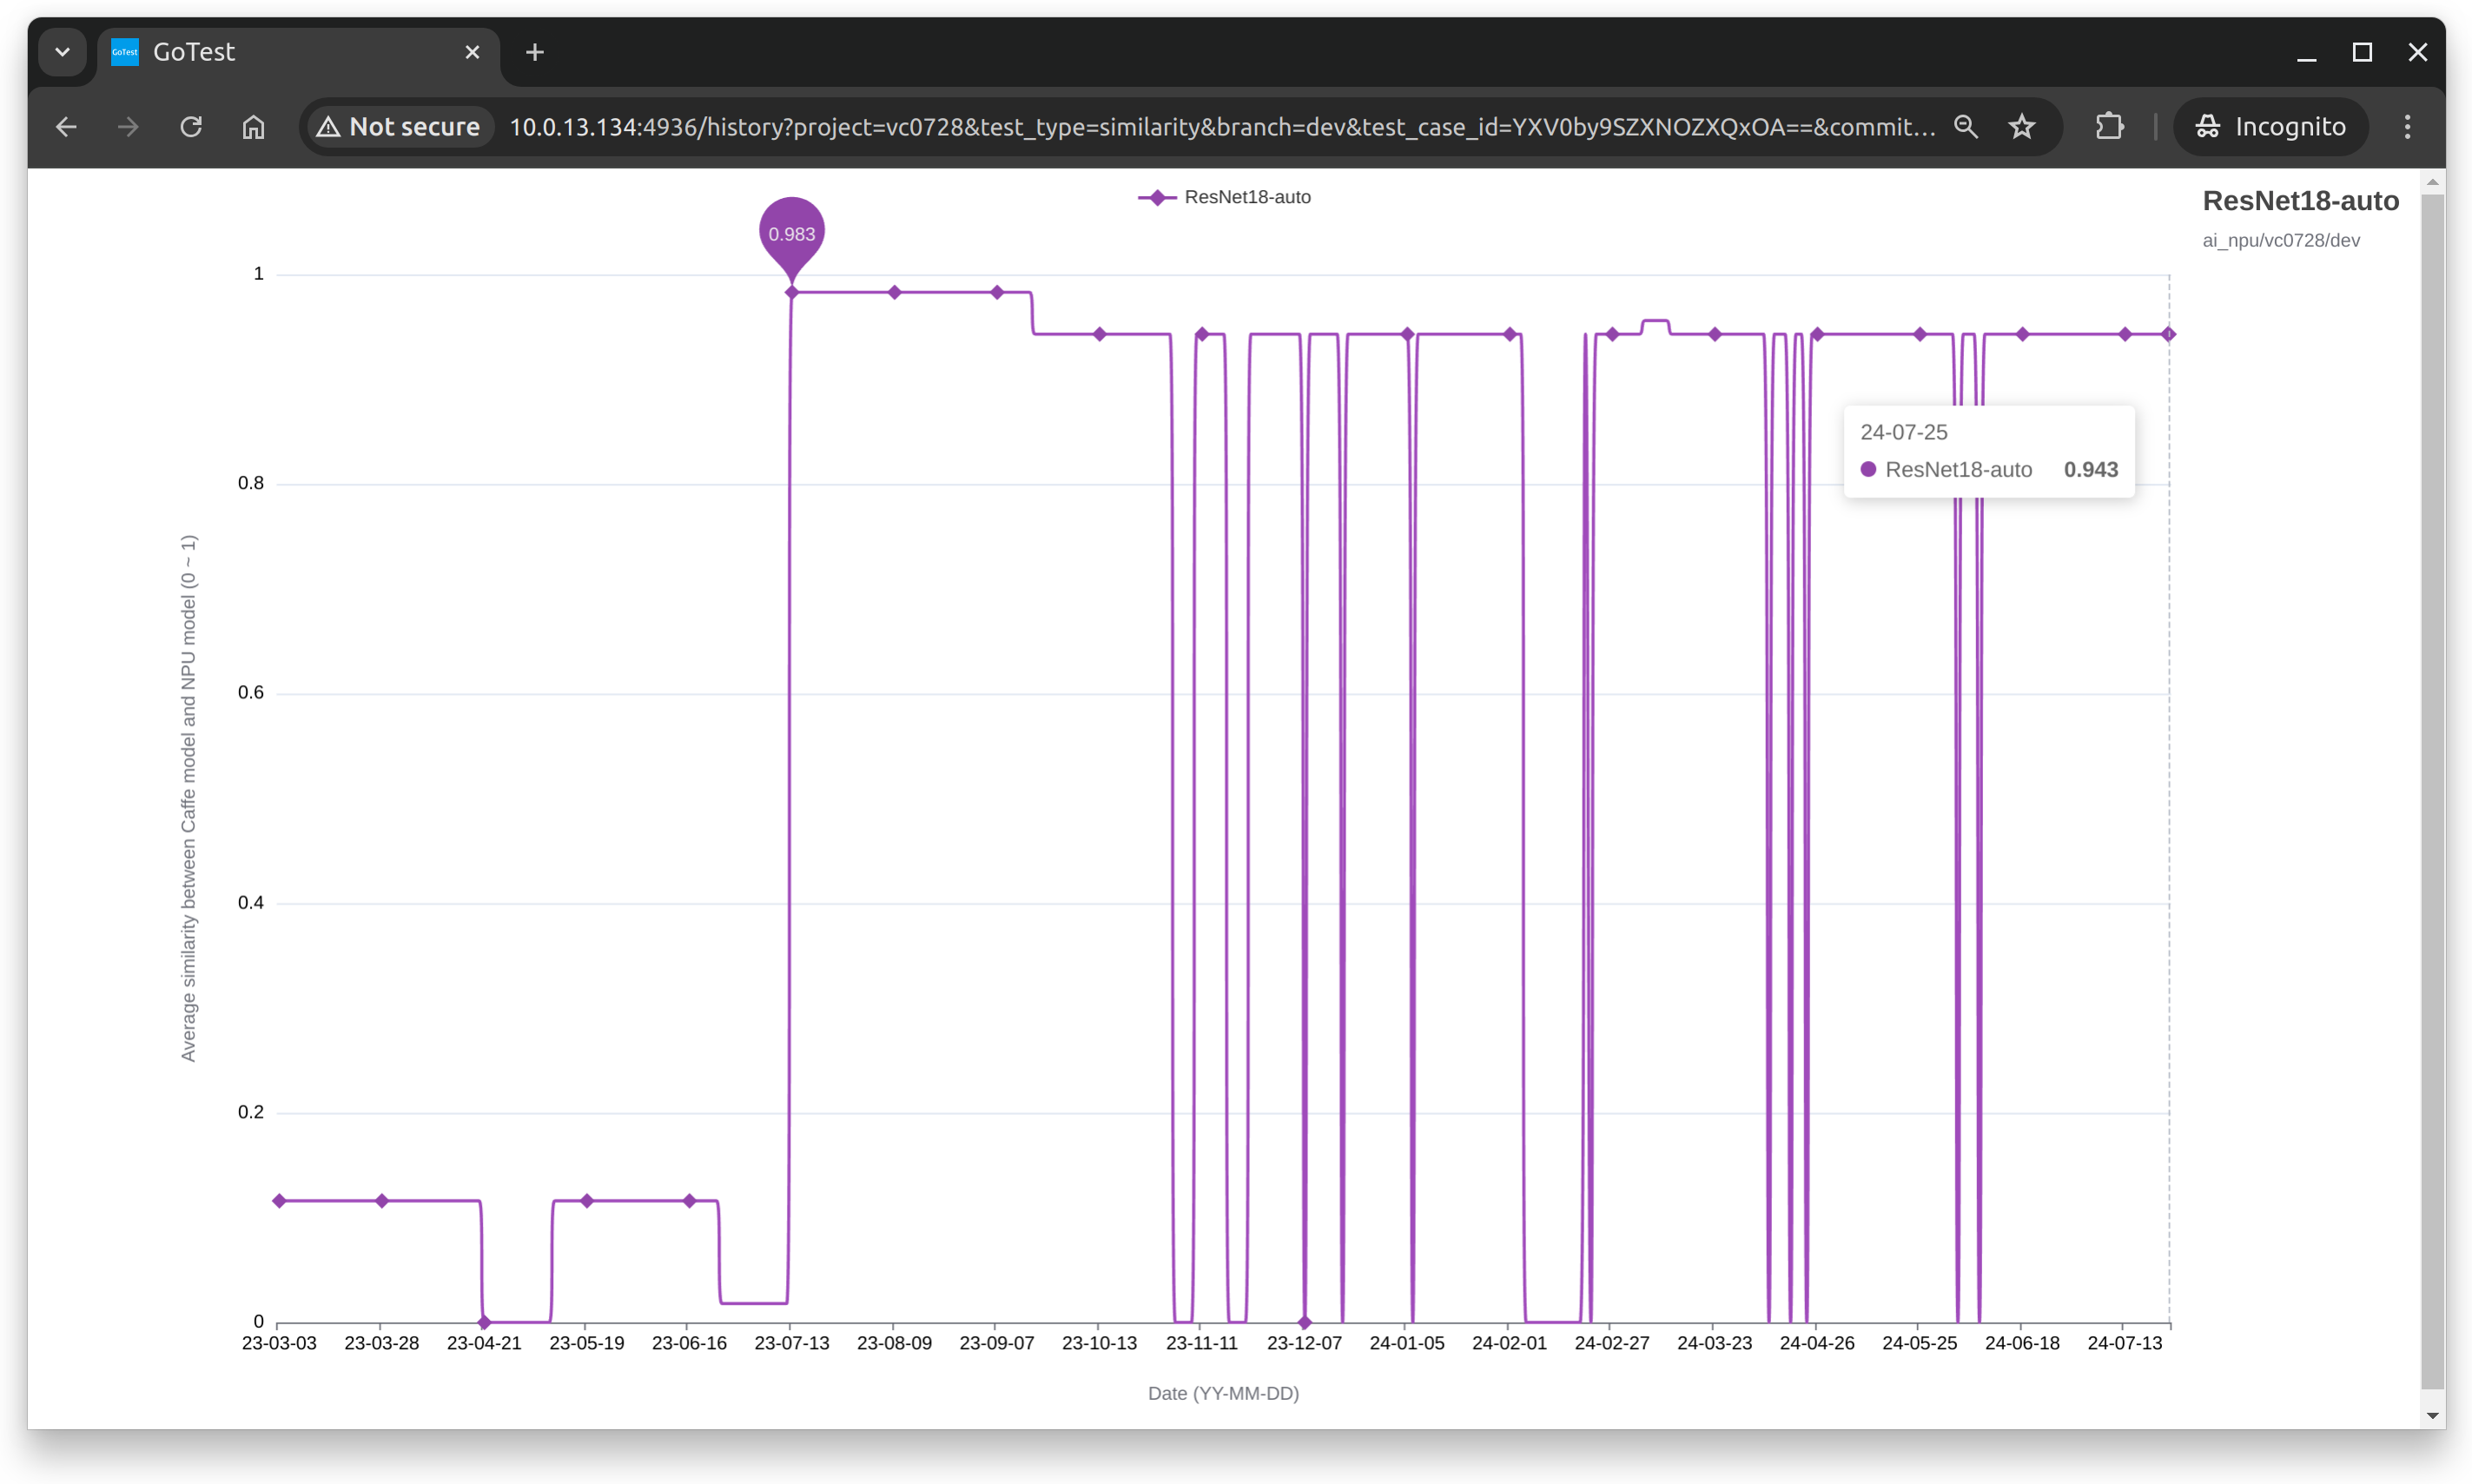 GoTest
GoTest
Not secure 10.0.13.134:4936/history?project=vc0728&test_type=similarity&branch=dev&test_case_id=YXV0by9SZXNOZXQxOA==&commit... Incognito
ResNet18-auto
ResNet18-auto
ai_npu/vc0728/dev
0.983
1
0.8
0.6
0.4
0.2
0
Average similarity between Caffe model and NPU model (0 ~ 1)
24-07-25
ResNet18-auto 0.943
23-03-03 23-03-28 23-04-21 23-05-19 23-06-16 23-07-13 23-08-09 23-09-07 23-10-13 23-11-11 23-12-07 24-01-05 24-02-01 24-02-27 24-03-23 24-04-26 24-05-25 24-06-18 24-07-13
Date (YY-MM-DD)